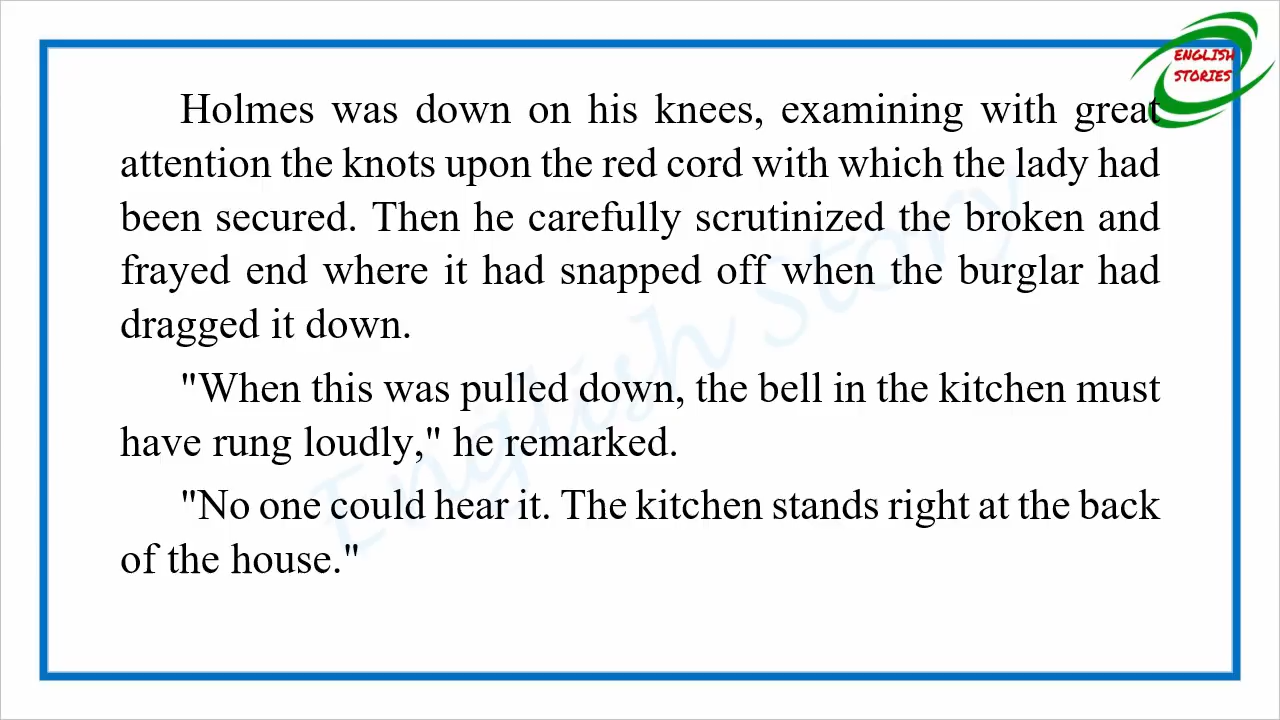 ENGLISH
STORIES
Holmes was down on his knees, examining with great
attention the knots upon the red cord with which the lady had
been secured. Then he carefully scrutinized the broken and
frayed end where it had snapped off when the burglar had
dragged it down.
"When this was pulled down, the bell in the kitchen must
have rung loudly," he remarked.
"No one could hear it. The kitchen stands right at the back
of the house."
English Story